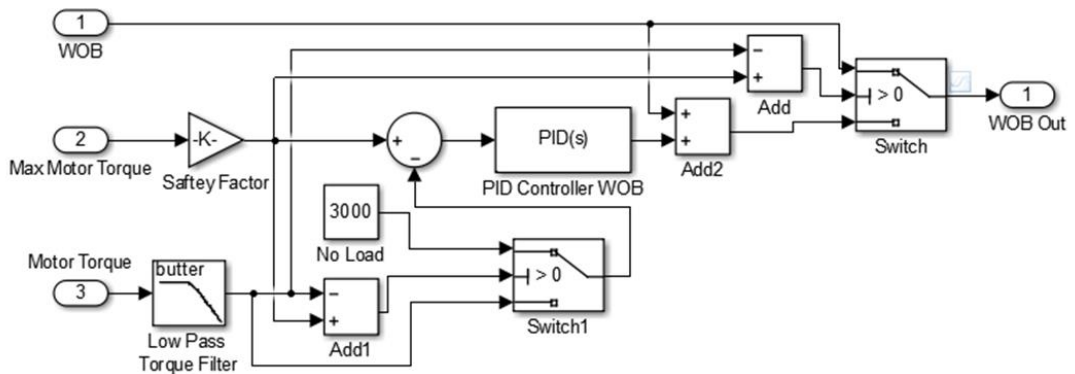 1
WOB
2
Max Motor Torque
-K-
Saftey Factor
+
−
PID(s)
PID Controller WOB
+
+
Add2
−
+
Add
> 0
Switch
1
WOB Out
3000
No Load
Motor Torque
3
butter
Low Pass
Torque Filter
−
+
Add1
> 0
Switch1